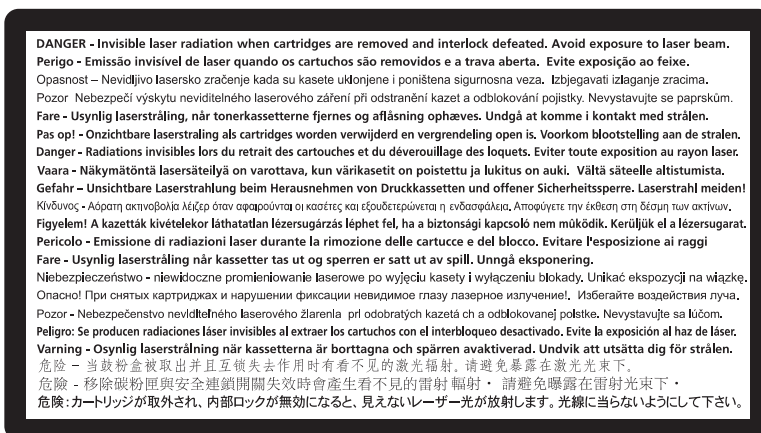 DANGER - Invisible laser radiation when cartridges are removed and interlock defeated. Avoid exposure to laser beam.
Perigo - Emissão invisível de laser quando os cartuchos são removidos e a trava aberta. Evite exposição ao feixe.
Opasnost – Nevidljivo lasersko zračenje kada su kasete uklonjene i poništena sigurnosna veza. Izbjegavati izlaganje zracima.
Pozor Nebezpečí výskytu neviditelného laserového záření při odstranění kazet a odblokování pojistky. Nevystavujte se paprskům.
Fare - Usynlig laserstråling, når tonerkassetterne fjernes og aflåsning ophæves. Undgå at komme i kontakt med strålen.
Pas op! - Onzichtbare laserstraling als cartridges worden verwijderd en vergrendeling open is. Voorkom blootstelling aan de stralen.
Danger - Radiations invisibles lors du retrait des cartouches et du déverouillage des loquets. Eviter toute exposition au rayon laser.
Vaara - Näkymätöntä lasersäteilyä on varottava, kun värikasetit on poistettu ja lukitus on auki. Vältä säteelle altistumista.
Gefahr – Unsichtbare Laserstrahlung beim Herausnehmen von Druckkassetten und offener Sicherheitssperre. Laserstrahl meiden!
Κίνδυνος - Αόρατη ακτινοβολία λέιζερ όταν αφαιρούνται οι κασέτες και εξουδετερώνεται η ενδασφάλεια. Αποφύγετε την έκθεση στη δέσμη των ακτίνων.
Figyelem! A kazetták kivételekor láthatatlan lézersugárzás léphet fel, ha a biztonsági kapcsoló nem mûködik. Kerüljük el a lézersugarat.
Pericolo - Emissione di radiazioni laser durante la rimozione delle cartucce e del blocco. Evitare l'esposizione ai raggi
Fare - Usynlig laserstråling når kassetter tas ut og sperren er satt ut av spill. Unngå eksponering.
Niebezpieczeństwo - niewidoczne promieniowanie laserowe po wyjęciu kasety i wyłączeniu blokady. Unikać ekspozycji na wiązkę.
Опасно! При снятых картриджах и нарушении фиксации невидимое глазу лазерное излучение!. Избегайте воздействия луча.
Pozor - Nebezpečenstvo neviditeľného laserového žiarenia pri odobratých kazetá ch a odblokovanej poistke. Nevystavujte sa lúčom.
Peligro: Se producen radiaciones láser invisibles al extraer los cartuchos con el interbloqueo desactivado. Evite la exposición al haz de láser.
Varning - Osynlig laserstrålning når kassetterna är borttagna och spärren avaktiverad. Undvik att utsätta dig för strålen.
危险 – 当鼓粉盒被取出并且互锁失去作用时有看不见的激光辐射. 请避免暴露在激光光束下。
危險 - 移除碳粉匣與安全連鎖開關失效時會產生看不見的雷射 輻射・ 請避免曝露在雷射光束下・
危険:カートリッジが取外され、内部ロックが無効になると、見えないレーザー光が放射します。光線に当らないようにして下さい。